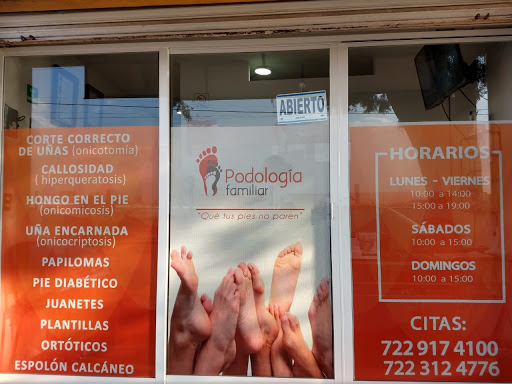 CORTE CORRECTO
DE UÑAS (onicotomía)
CALLOSIDAD
( hiperqueratosis)
HONGO EN EL PIE
(onicomicosis)
UÑA ENCARNADA
(onicocriptosis)
PAPILOMAS
PIE DIABÉTICO
JUANETES
PLANTILLAS
ORTÓTICOS
ESPOLÓN CALCÁNEO
ABIERTO
Podología
familiar
"Qué tus pies no paren"
HORARIOS
LUNES - VIERNES
10:00 a 14:00
15:00 a 19:00
SÁBADOS
10:00 a 15:00
DOMINGOS
10:00 a 15:00
CITAS:
722 917 4100
722 312 4776